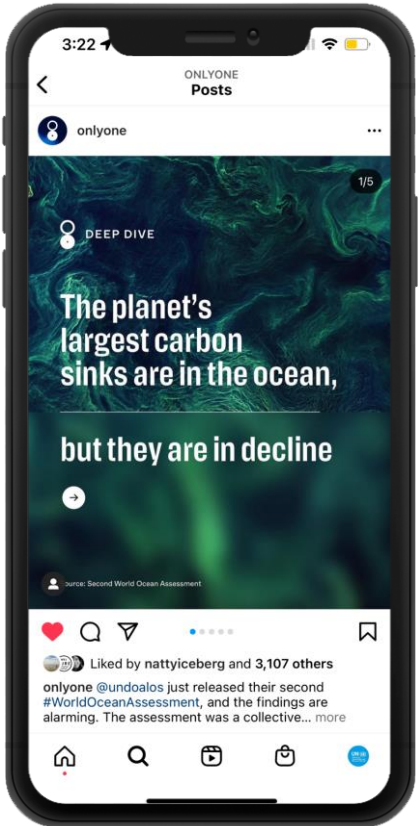 3:22
ONLYONE
Posts
onlyone
1/5
DEEP DIVE
The planet's
largest carbon
sinks are in the ocean,
but they are in decline
Second World Ocean Assessment
Liked by nattyiceberg and 3,107 others
onlyone @undoalos just released their second
#WorldOceanAssessment, and the findings are
alarming. The assessment was a collective... more